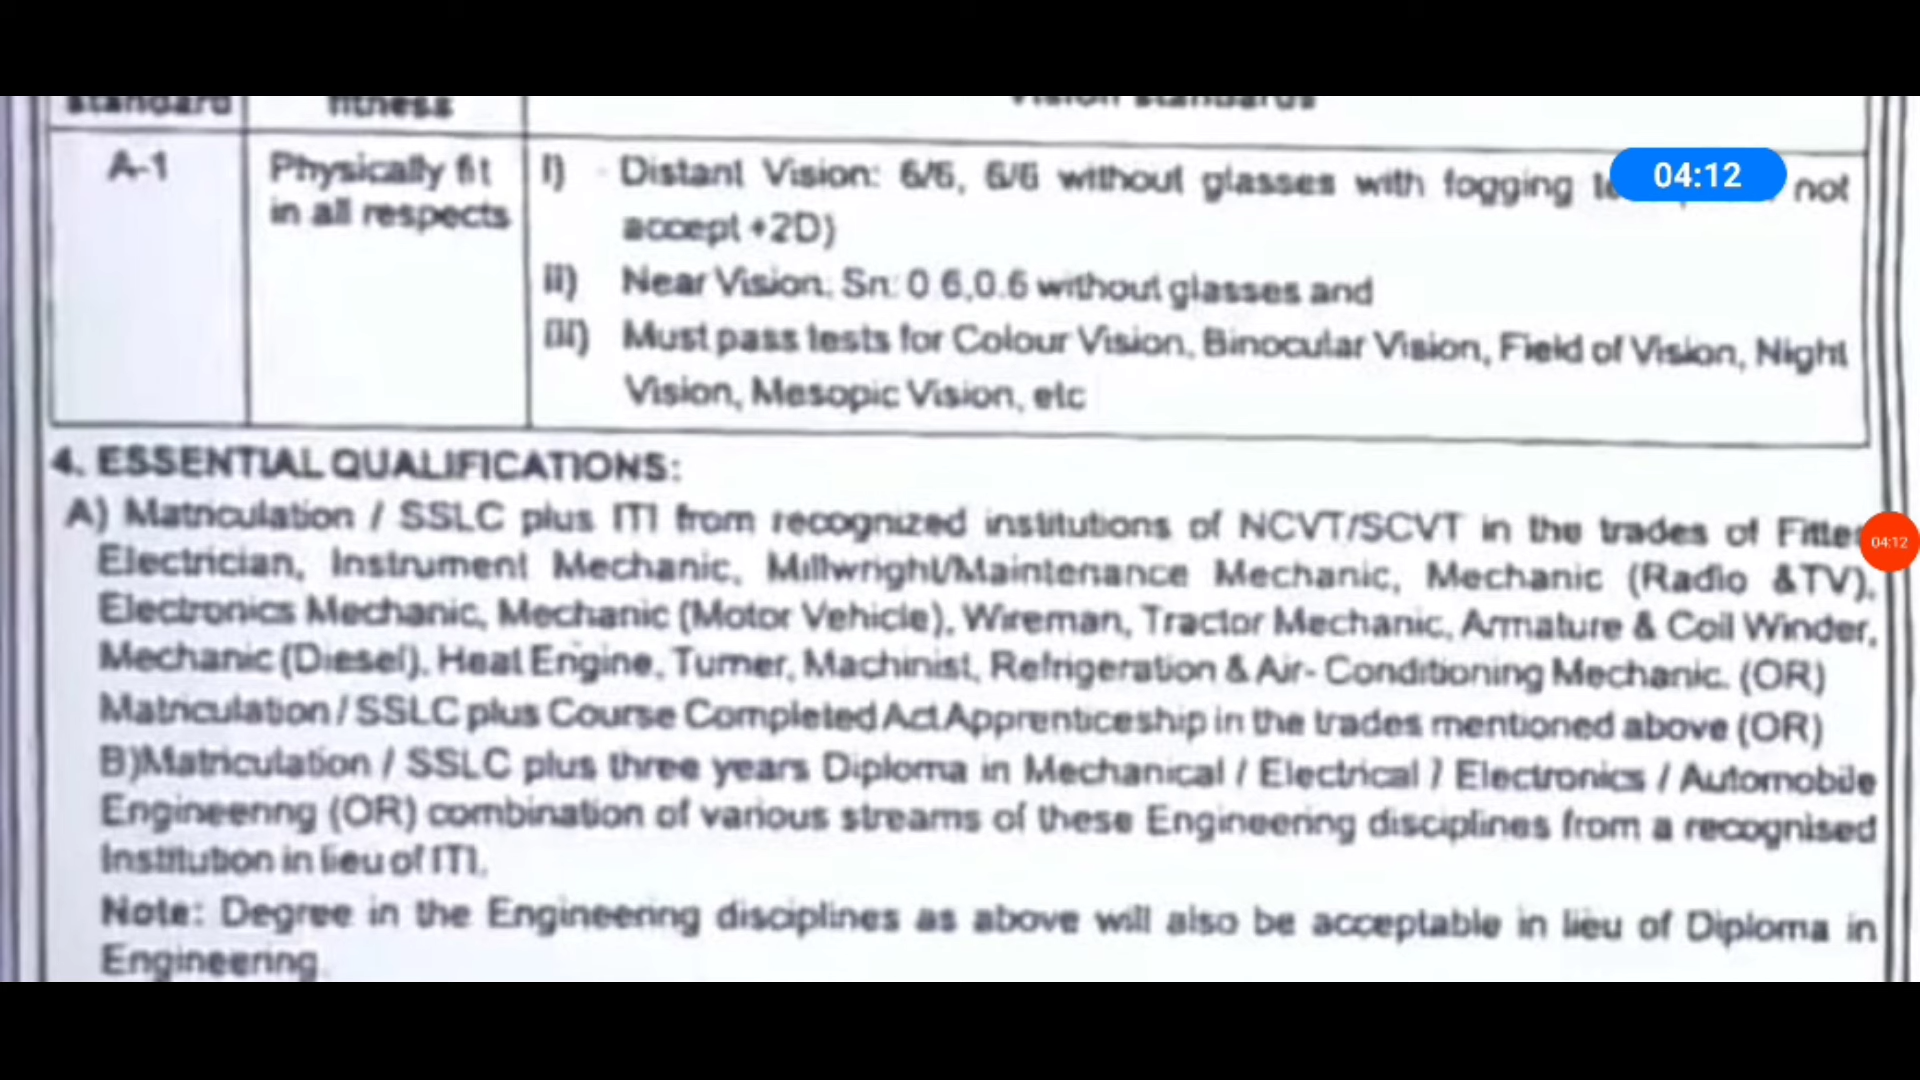 standard fitness Vision standards
A-1 Physically fit i) Distant Vision: 6/6, 6/6 without glasses with fogging not
in all respects accept +2D)
ii) Near Vision: Sn: 0.6,0.6 without glasses and
iii) Must pass tests for Colour Vision, Binocular Vision, Field of Vision, Night
Vision, Mesopic Vision, etc
04:12
4. ESSENTIAL QUALIFICATIONS:
A) Matriculation / SSLC plus ITI from recognized institutions of NCVT/SCVT in the trades of Fitter
04:12
Electrician, Instrument Mechanic, Millwright/Maintenance Mechanic, Mechanic (Radio &TV),
Electronics Mechanic, Mechanic (Motor Vehicle), Wireman, Tractor Mechanic, Armature & Coil Winder,
Mechanic (Diesel), Heat Engine, Turner, Machinist, Refrigeration & Air- Conditioning Mechanic. (OR)
Matriculation / SSLC plus Course Completed Act Apprenticeship in the trades mentioned above (OR)
B)Matriculation / SSLC plus three years Diploma in Mechanical / Electrical / Electronics / Automobile
Engineering (OR) combination of various streams of these Engineering disciplines from a recognised
Institution in lieu of ITI.
Note: Degree in the Engineering disciplines as above will also be acceptable in lieu of Diploma in
Engineering.